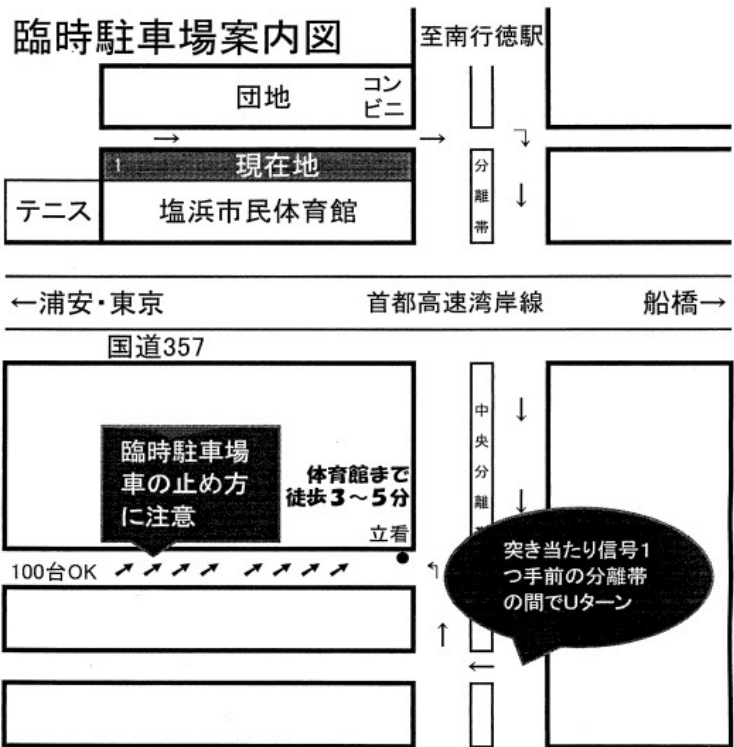 臨時駐車場案内図
至南行徳駅
団地
コン
ビニ
→
→
1
現在地
分離帯
↓
テニス
塩浜市民体育館
←浦安・東京
首都高速湾岸線
船橋→
国道357
中央分離
↓
↓
臨時駐車場
車の止め方
に注意
体育館まで
徒歩3～5分
立看
100台OK
突き当たり信号1
つ手前の分離帯
の間でUターン
↑
←